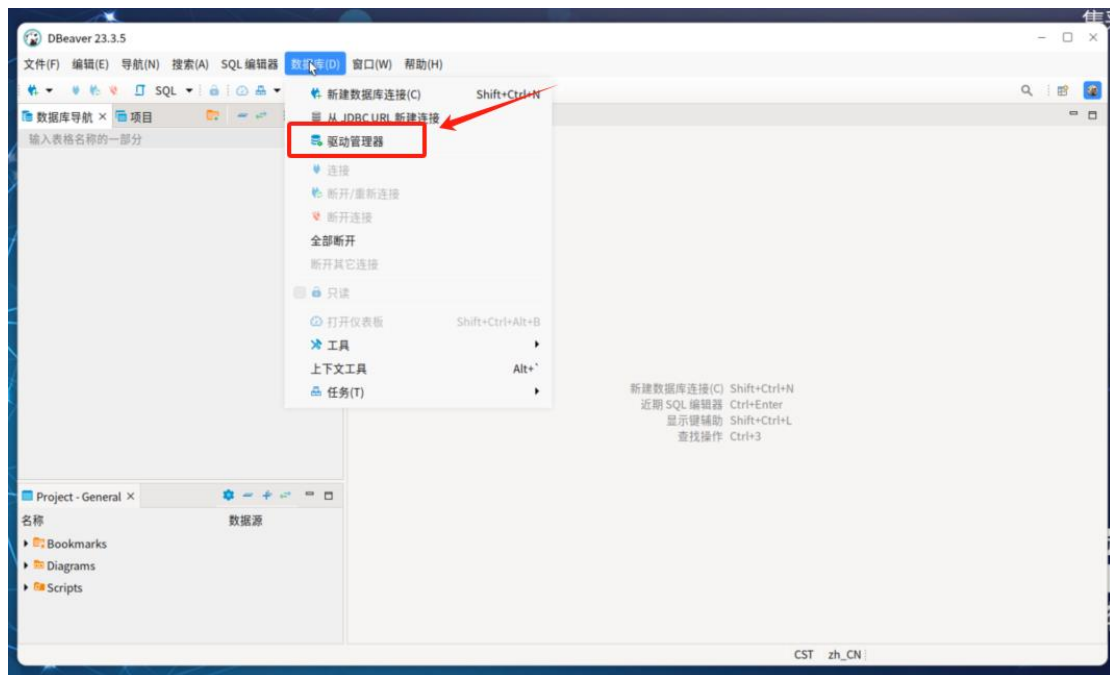 DBeaver 23.3.5
文件(F) 编辑(E) 导航(N) 搜索(A) SQL 编辑器 数据库(D) 窗口(W) 帮助(H)
SQL
数据库导航 项目
输入表格名称的一部分
新建数据库连接(C) Shift+Ctrl+N
从 JDBC URL 新建连接
驱动管理器
连接
断开/重新连接
断开连接
全部断开
断开其它连接
只读
打开仪表板 Shift+Ctrl+Alt+B
工具
上下文工具 Alt+`
任务(T)
新建数据库连接(C) Shift+Ctrl+N
近期 SQL 编辑器 Ctrl+Enter
显示键辅助 Shift+Ctrl+L
查找操作 Ctrl+3
Project - General
名称 数据源
Bookmarks
Diagrams
Scripts
CST zh_CN